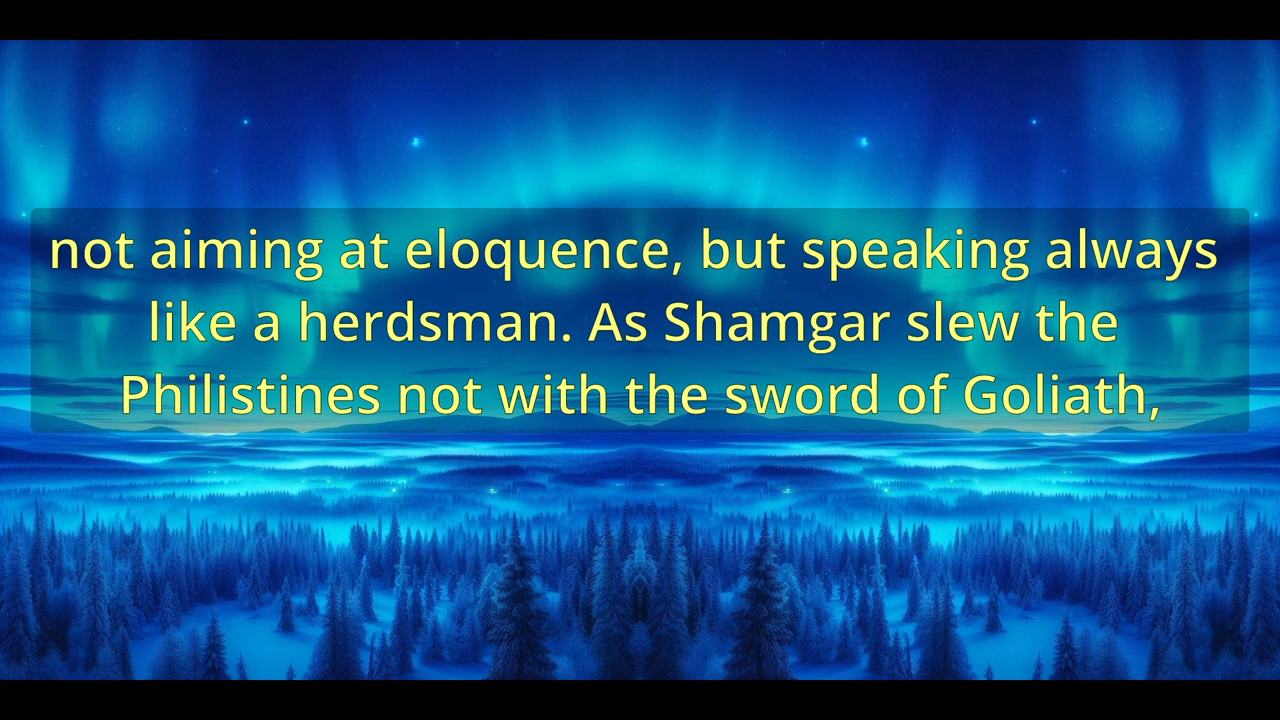 not aiming at eloquence, but speaking always
like a herdsman. As Shamgar slew the
Philistines not with the sword of Goliath,